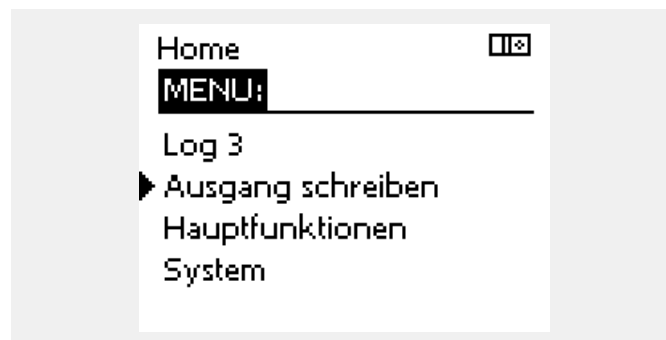 Home
MENU:
Log 3
Ausgang schreiben
Hauptfunktionen
System